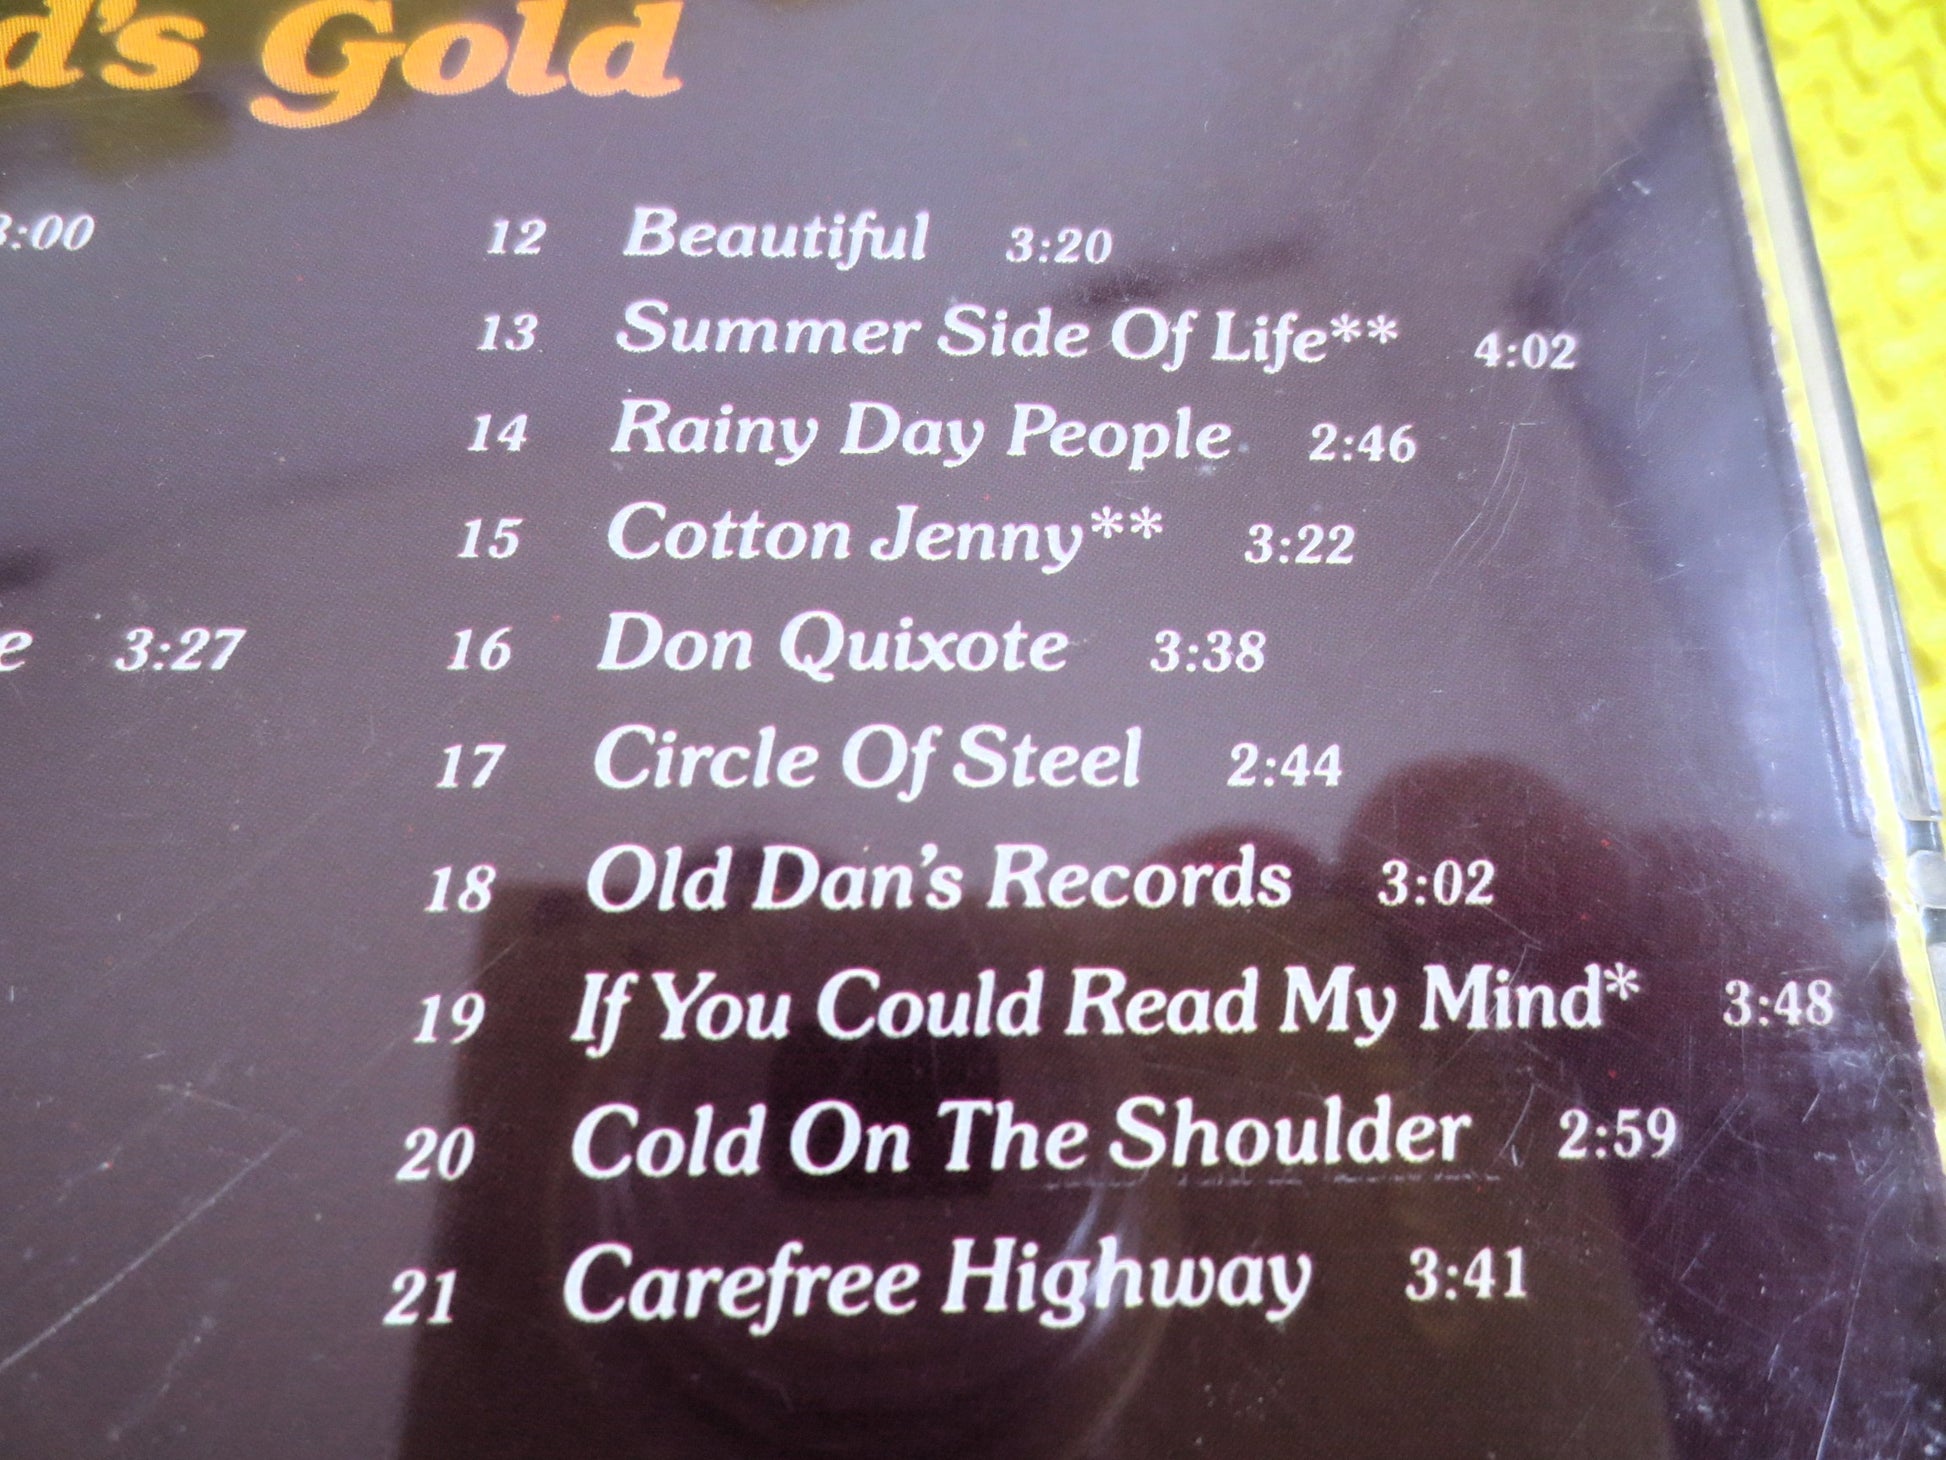 d's Gold
3:00
12 Beautiful 3:20
13 Summer Side Of Life** 4:02
14 Rainy Day People 2:46
15 Cotton Jenny** 3:22
e 3:27
16 Don Quixote 3:38
17 Circle Of Steel 2:44
18 Old Dan's Records 3:02
19 If You Could Read My Mind* 3:48
20 Cold On The Shoulder 2:59
21 Carefree Highway 3:41